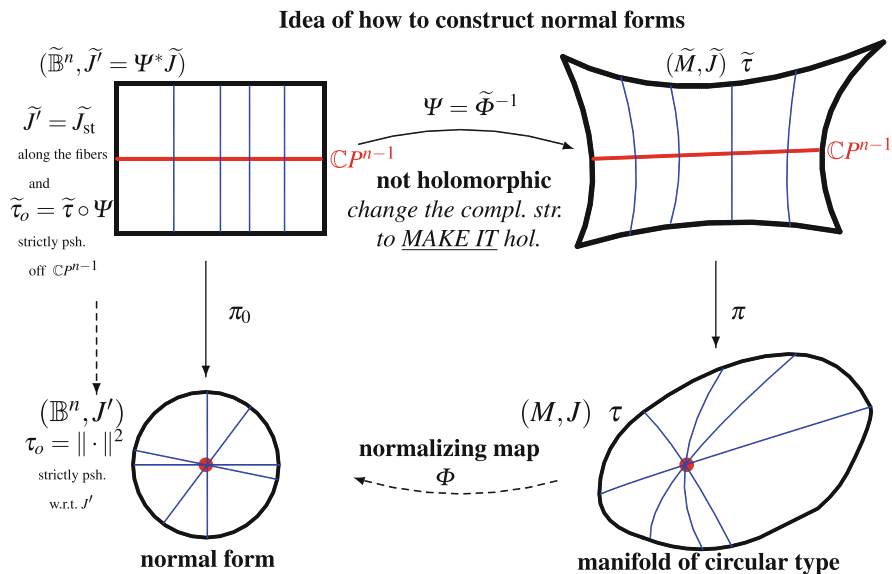 Idea of how to construct normal forms
(𝔹̃ⁿ, J̃′ = Ψ* J̃)
(M̃, J̃) τ̃
Ψ = Φ̃⁻¹
J̃′ = J̃st
along the fibers
and
τ̃ₒ = τ̃ ∘ Ψ
strictly psh.
off ℂPⁿ⁻¹
ℂPⁿ⁻¹
not holomorphic
change the compl. str.
to MAKE IT hol.
ℂPⁿ⁻¹
π₀
π
(𝔹ⁿ, J′)
τₒ = ‖ · ‖²
strictly psh.
w.r.t. J′
normal form
normalizing map
Φ
(M, J) τ
manifold of circular type